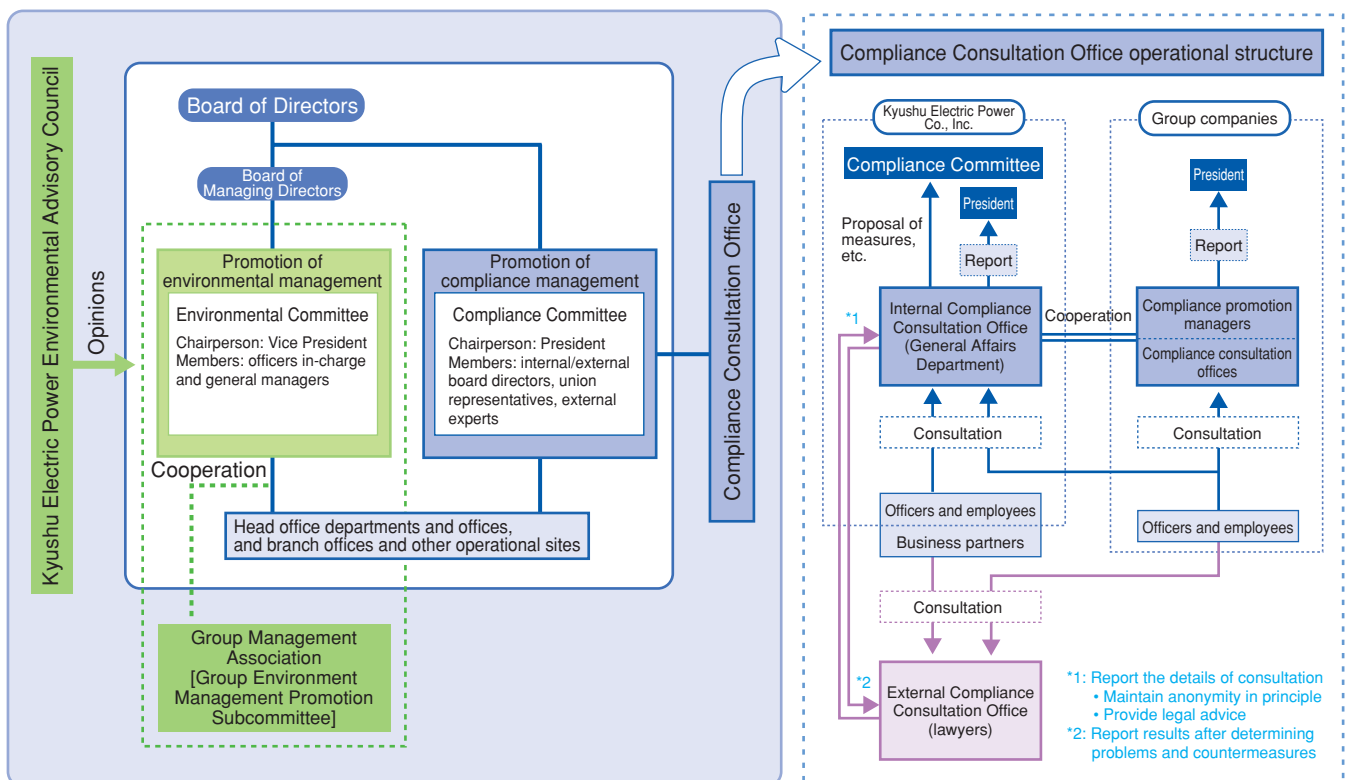 Kyushu Electric Power Environmental Advisory Council
Opinions
Board of Directors
Board of
Managing Directors
Promotion of
environmental management
Environmental Committee
Chairperson: Vice President
Members: officers in-charge
and general managers
Promotion of
compliance management
Compliance Committee
Chairperson: President
Members: internal/external
board directors, union
representatives, external
experts
Cooperation
Head office departments and offices,
and branch offices and other operational sites
Group Management
Association
[Group Environment
Management Promotion
Subcommittee]
Compliance Consultation Office
Compliance Consultation Office operational structure
Kyushu Electric Power
Co., Inc.
Compliance Committee
President
Proposal of
measures,
etc.
Report
*1
Internal Compliance
Consultation Office
(General Affairs
Department)
Cooperation
Consultation
Officers and employees
Business partners
Consultation
*2
External Compliance
Consultation Office
(lawyers)
Group companies
President
Report
Compliance promotion
managers
Compliance consultation
offices
Consultation
Officers and employees
*1: Report the details of consultation
• Maintain anonymity in principle
• Provide legal advice
*2: Report results after determining
problems and countermeasures